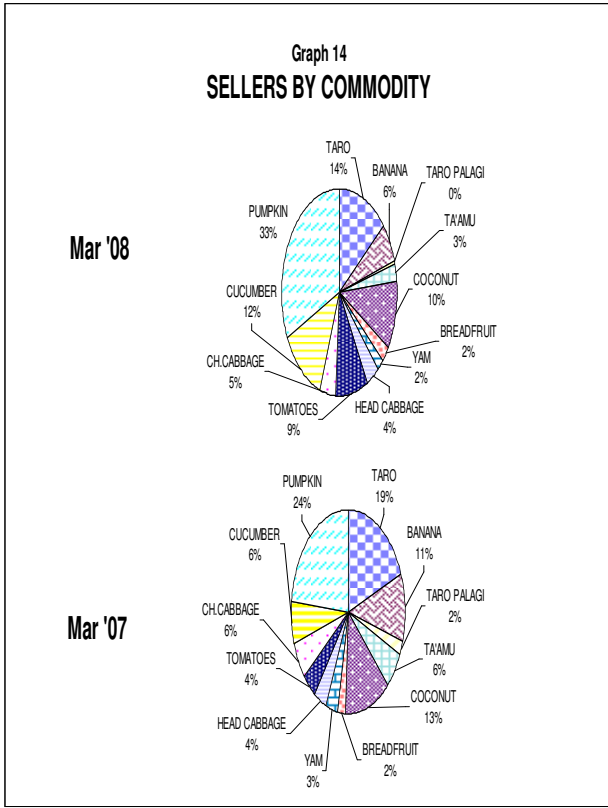 Graph 14
SELLERS BY COMMODITY
Mar '08
TARO
14%
BANANA
6%
TARO PALAGI
0%
TA'AMU
3%
COCONUT
10%
BREADFRUIT
2%
YAM
2%
HEAD CABBAGE
4%
TOMATOES
9%
CH.CABBAGE
5%
CUCUMBER
12%
PUMPKIN
33%
Mar '07
TARO
19%
BANANA
11%
TARO PALAGI
2%
TA'AMU
6%
COCONUT
13%
BREADFRUIT
2%
YAM
3%
HEAD CABBAGE
4%
TOMATOES
4%
CH.CABBAGE
6%
CUCUMBER
6%
PUMPKIN
24%